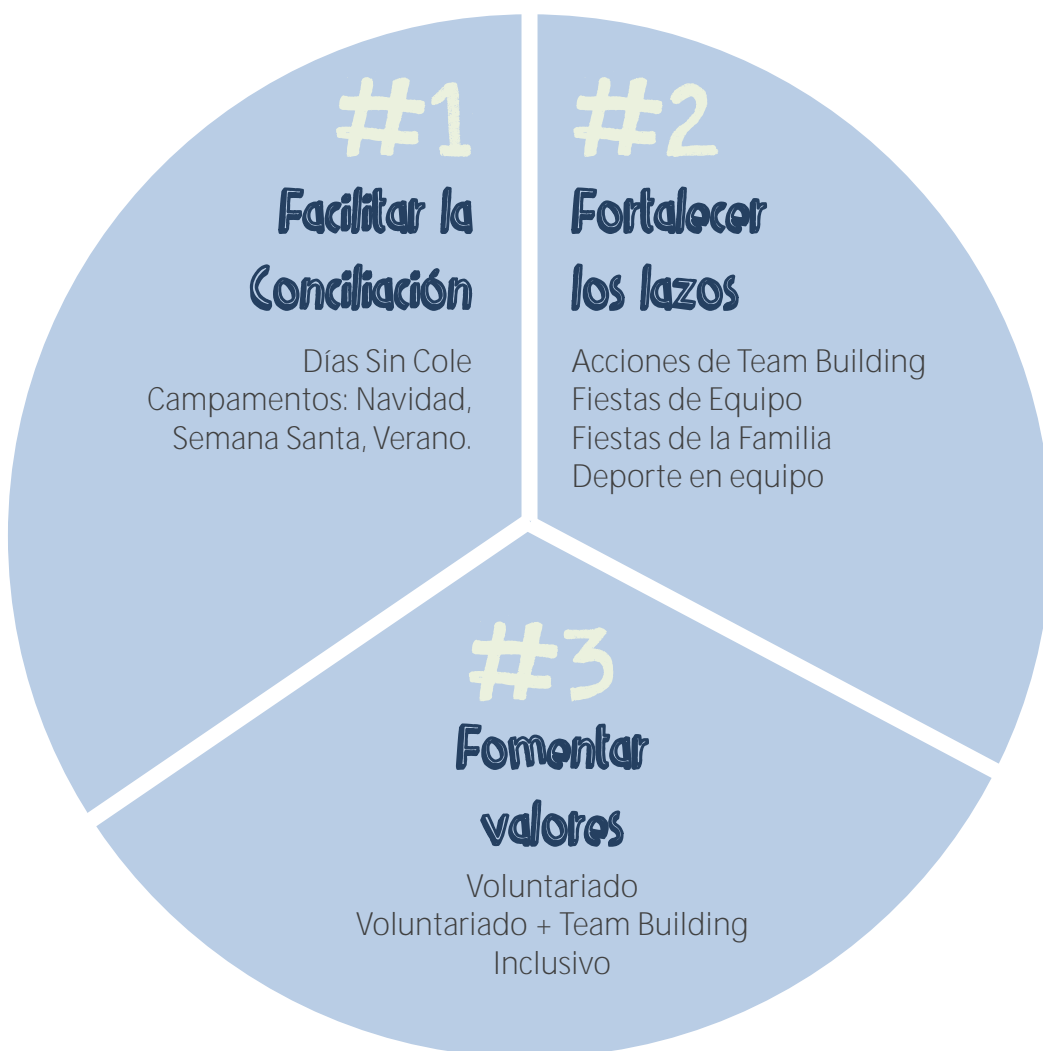 #1
Facilitar la
Conciliación
Días Sin Cole
Campamentos: Navidad,
Semana Santa, Verano.
#2
Fortalecer
los lazos
Acciones de Team Building
Fiestas de Equipo
Fiestas de la Familia
Deporte en equipo
#3
Fomentar
valores
Voluntariado
Voluntariado + Team Building
Inclusivo